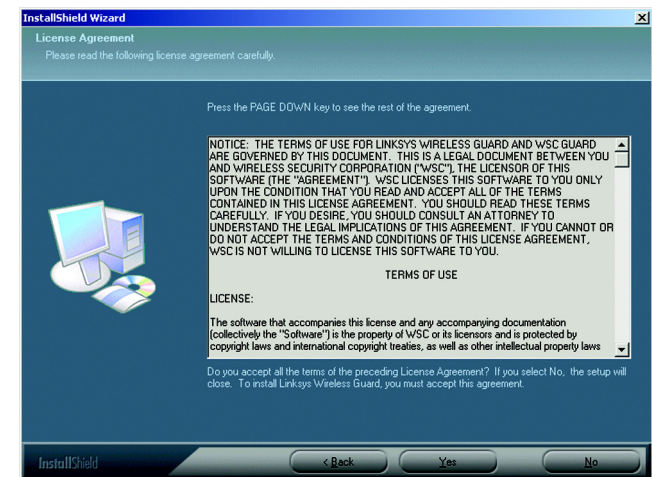 InstallShield Wizard
License Agreement
Please read the following license agreement carefully.
Press the PAGE DOWN key to see the rest of the agreement.
NOTICE: THE TERMS OF USE FOR LINKSYS WIRELESS GUARD AND WSC GUARD
ARE GOVERNED BY THIS DOCUMENT. THIS IS A LEGAL DOCUMENT BETWEEN YOU
AND WIRELESS SECURITY CORPORATION ("WSC"), THE LICENSOR OF THIS
SOFTWARE (THE "AGREEMENT"). WSC LICENSES THIS SOFTWARE TO YOU ONLY
UPON THE CONDITION THAT YOU READ AND ACCEPT ALL OF THE TERMS
CONTAINED IN THIS LICENSE AGREEMENT. YOU SHOULD READ THESE TERMS
CAREFULLY. IF YOU DESIRE, YOU SHOULD CONSULT AN ATTORNEY TO
UNDERSTAND THE LEGAL IMPLICATIONS OF THIS AGREEMENT. IF YOU CANNOT OR
DO NOT ACCEPT THE TERMS AND CONDITIONS OF THIS LICENSE AGREEMENT,
WSC IS NOT WILLING TO LICENSE THIS SOFTWARE TO YOU.
TERMS OF USE
LICENSE:
The software that accompanies this license and any accompanying documentation
(collectively the "Software") is the property of WSC or its licensors and is protected by
copyright laws and international copyright treaties, as well as other intellectual property laws
Do you accept all the terms of the preceding License Agreement? If you select No, the setup will
close. To install Linksys Wireless Guard, you must accept this agreement.
InstallShield
< Back
Yes
No